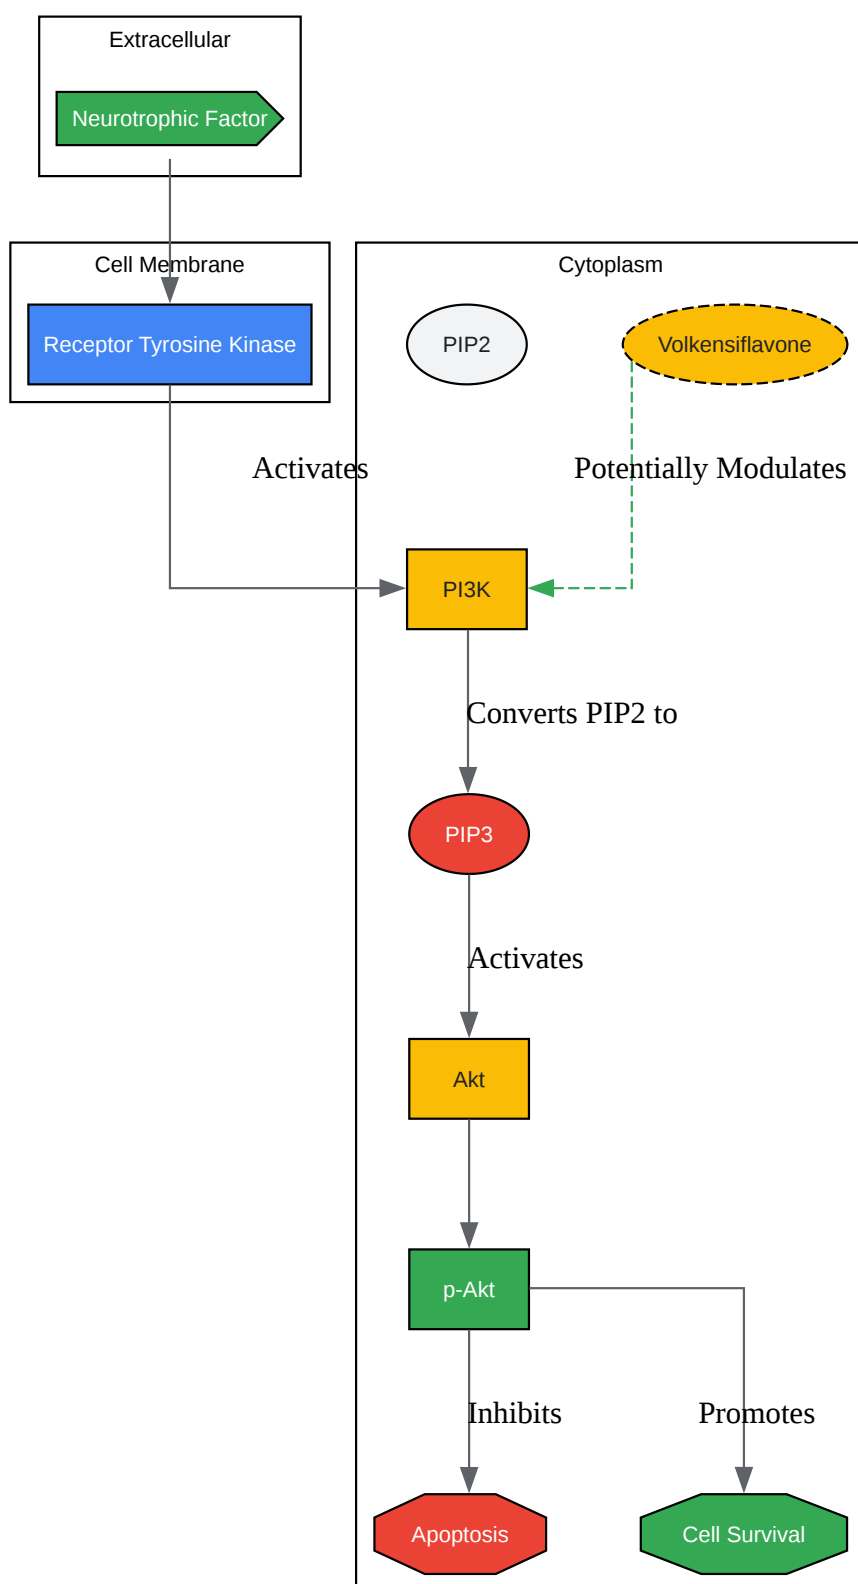 Extracellular
Neurotrophic Factor
Cell Membrane
Cytoplasm
Receptor Tyrosine Kinase
PIP2
Volkensiflavone
Activates
Potentially Modulates
PI3K
Converts PIP2 to
PIP3
Activates
Akt
p-Akt
Inhibits
Promotes
Apoptosis
Cell Survival